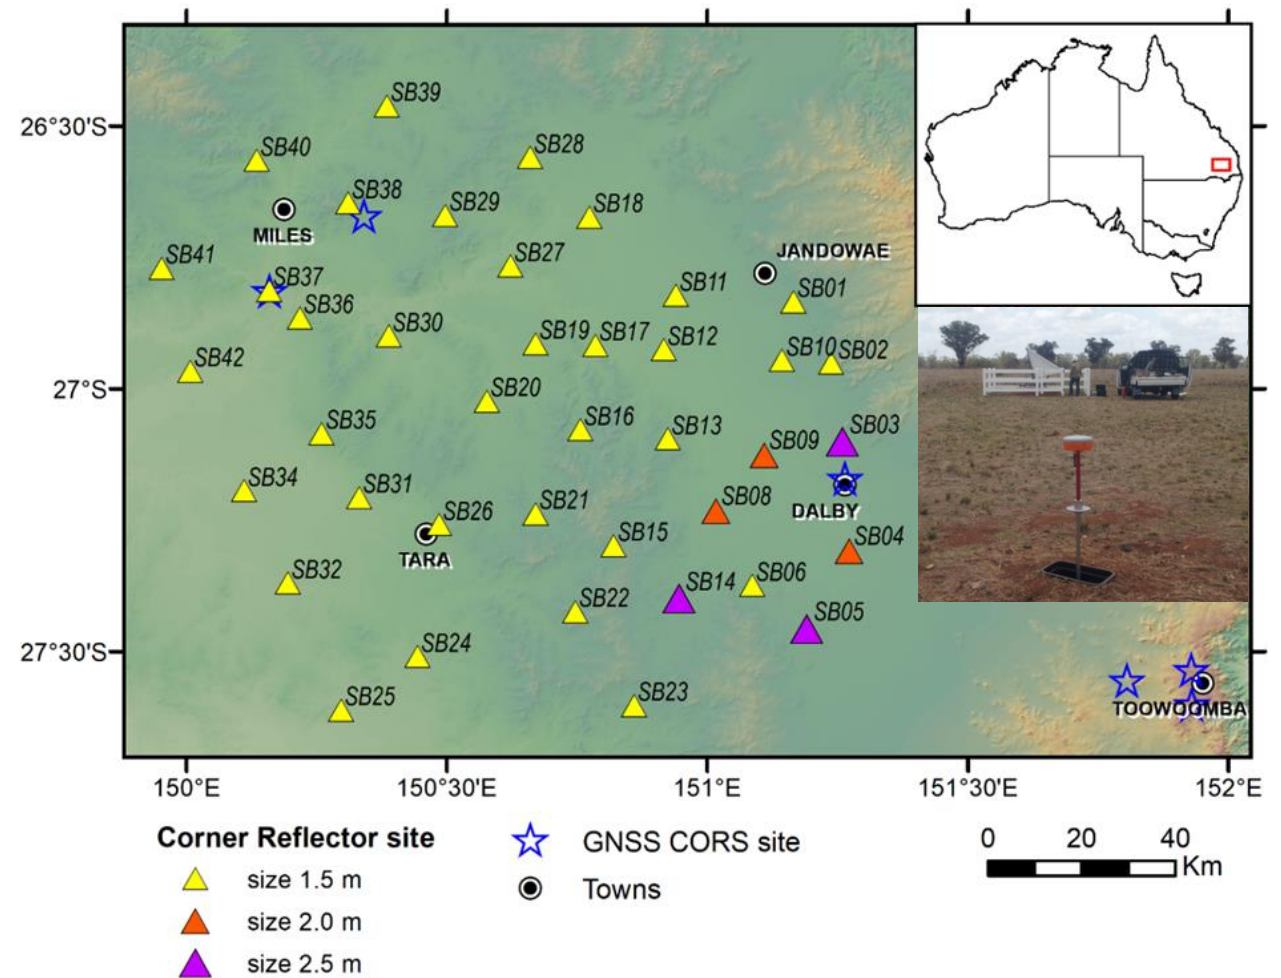 SB39
26°30'S
SB40
SB28
SB38
SB29
SB18
MILES
SB41
SB27
JANDOWAE
SB37
SB11
SB01
SB36
SB30
SB19
SB17
SB12
SB10
SB02
SB42
27°S
SB20
SB35
SB16
SB13
SB09
SB03
SB34
SB31
SB26
SB21
SB08
DALBY
SB15
SB04
TARA
SB32
SB14
SB06
SB22
SB05
27°30'S
SB24
SB25
SB23
TOOWOOMBA
150°E
150°30'E
151°E
151°30'E
152°E
Corner Reflector site
size 1.5 m
size 2.0 m
size 2.5 m
GNSS CORS site
Towns
0 20 40
Km